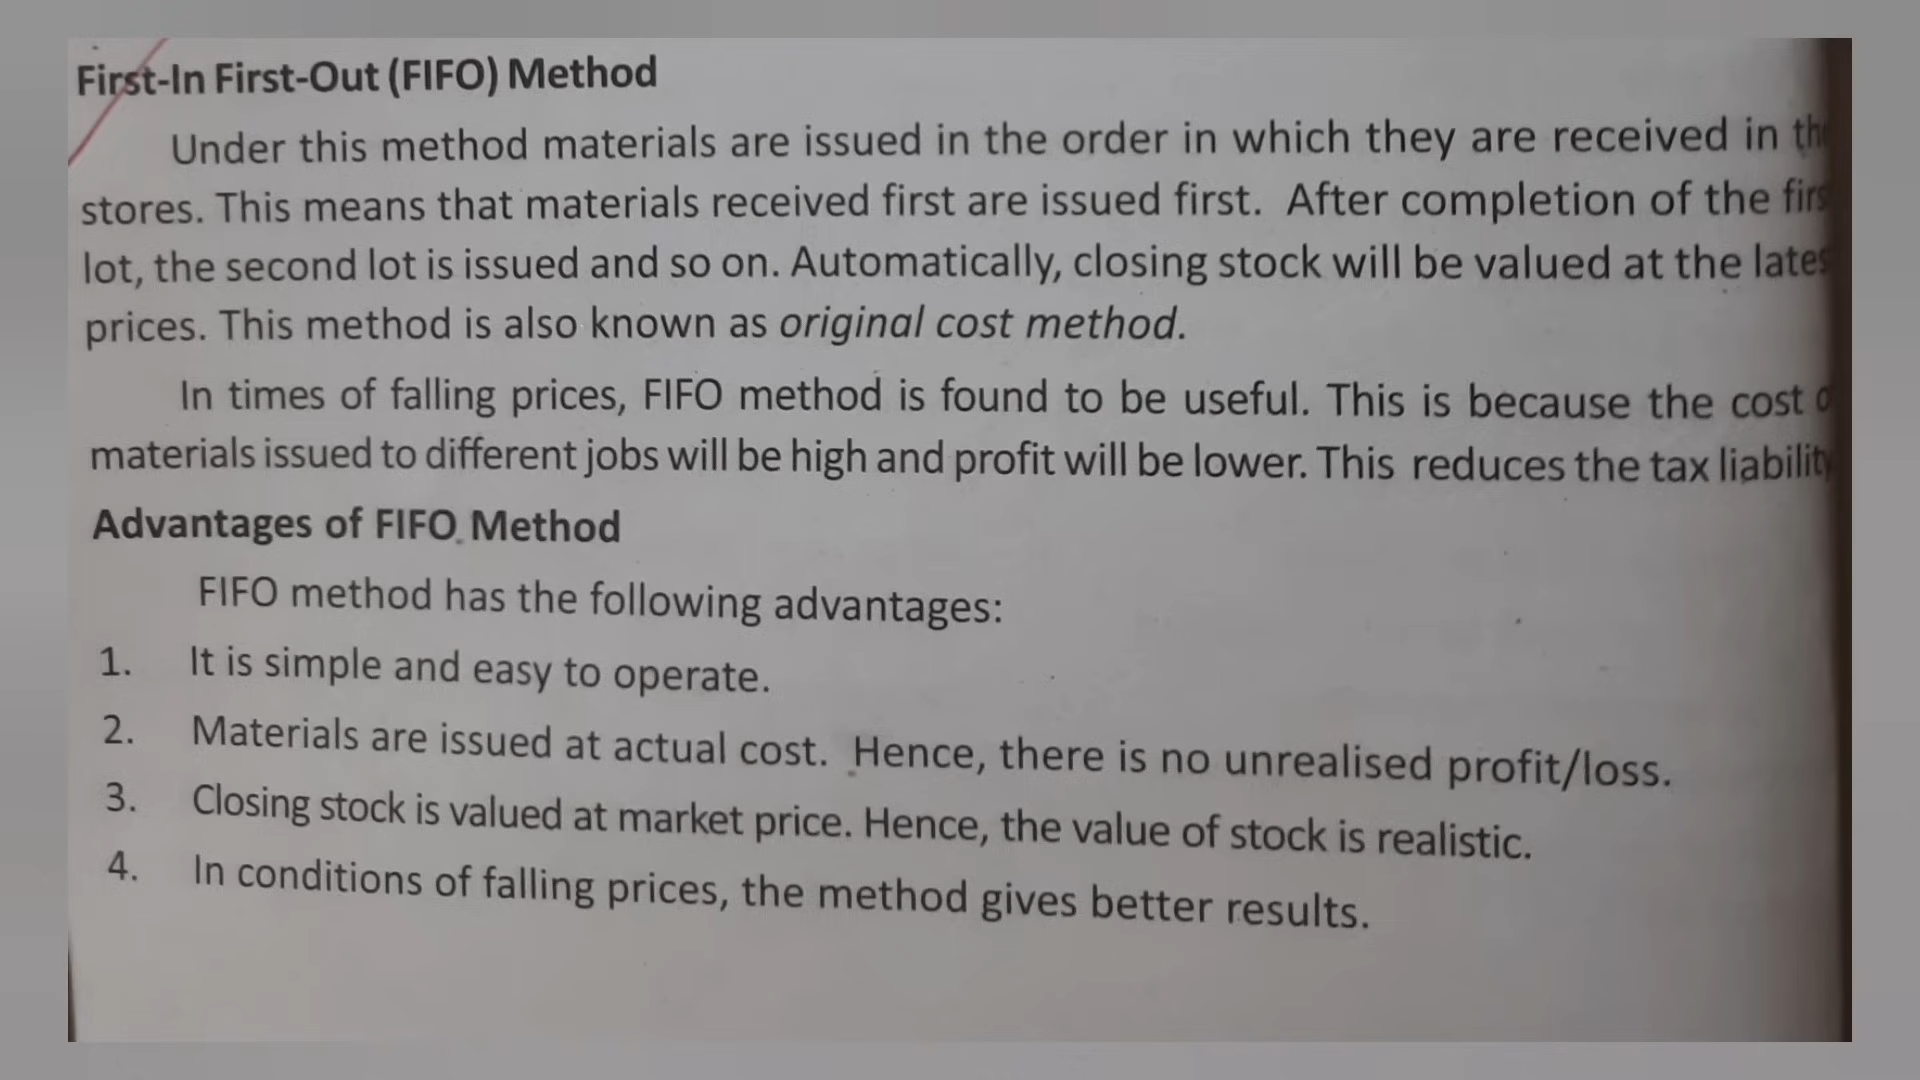 First-In First-Out (FIFO) Method
Under this method materials are issued in the order in which they are received in the
stores. This means that materials received first are issued first. After completion of the firs
lot, the second lot is issued and so on. Automatically, closing stock will be valued at the lates
prices. This method is also known as original cost method.
In times of falling prices, FIFO method is found to be useful. This is because the cost o
materials issued to different jobs will be high and profit will be lower. This reduces the tax liability
Advantages of FIFO Method
FIFO method has the following advantages:
1. It is simple and easy to operate.
2. Materials are issued at actual cost. Hence, there is no unrealised profit/loss.
3. Closing stock is valued at market price. Hence, the value of stock is realistic.
4. In conditions of falling prices, the method gives better results.